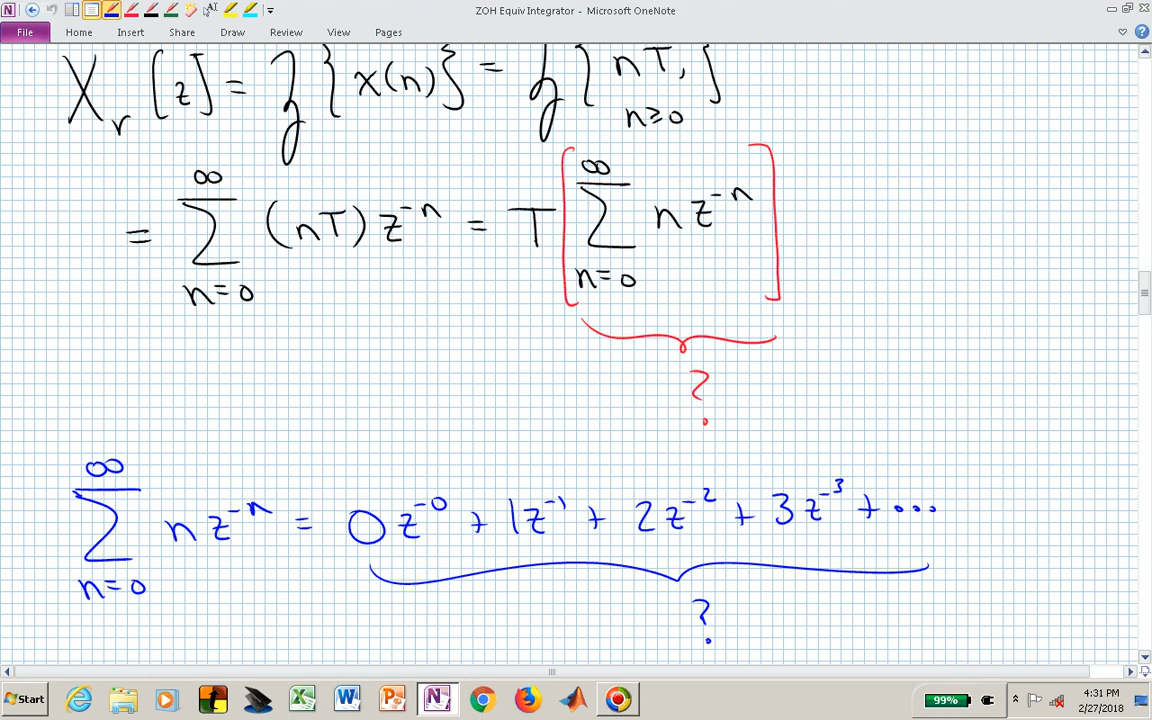 ZOH Equiv Integrator - Microsoft OneNote
File Home Insert Share Draw Review View Pages
X_r [z] = Z { x(n) } = Z { nT, n≥0 }
= ∑_{n=0}^{∞} (nT) z^{-n} = T [ ∑_{n=0}^{∞} n z^{-n} ]
?
∑_{n=0}^{∞} n z^{-n} = 0z^{-0} + 1z^{-1} + 2z^{-2} + 3z^{-3} + ...
?
Start
99%
4:31 PM
2/27/2018